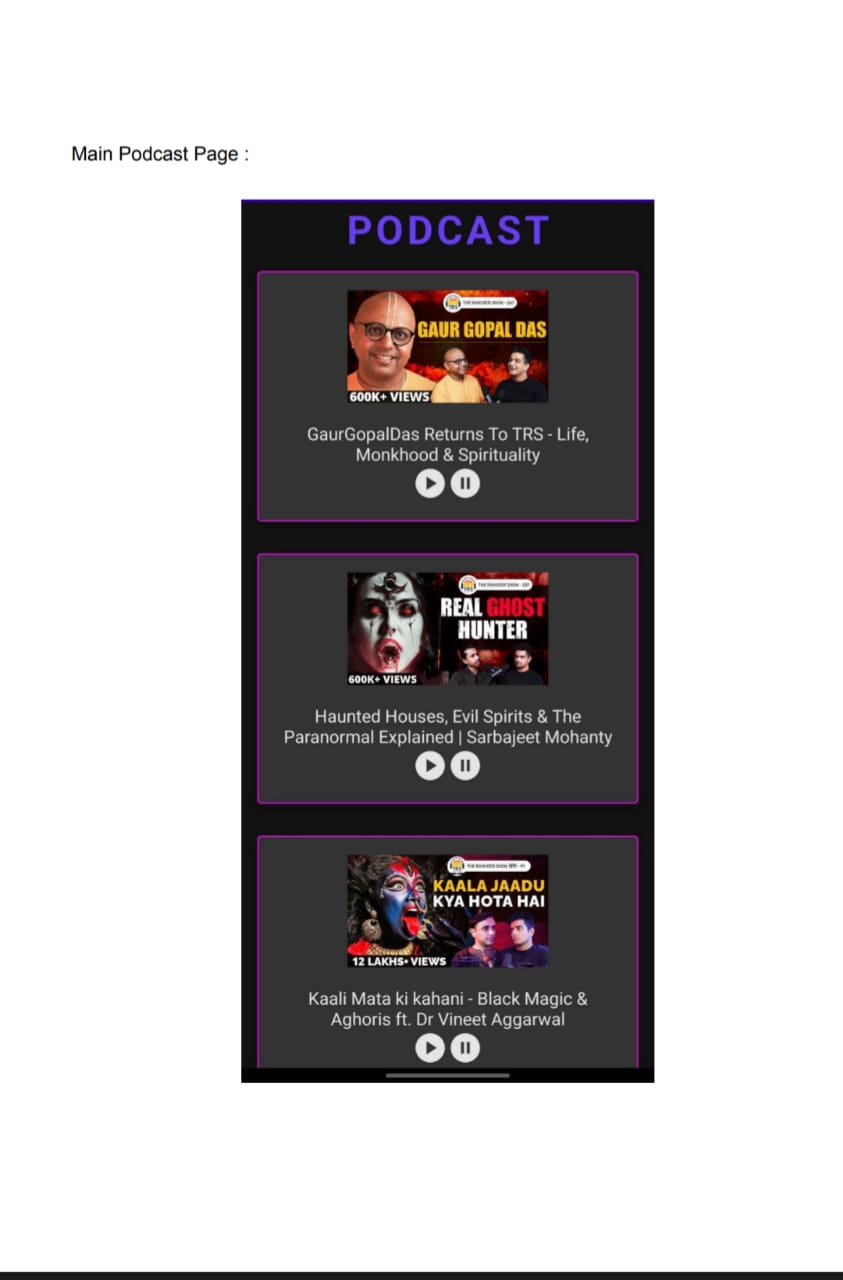 Main Podcast Page :
PODCAST
THE RANVEER SHOW
TRS
GAUR GOPAL DAS
600K+ VIEWS
GaurGopalDas Returns To TRS - Life,
Monkhood & Spirituality
THE RANVEER SHOW
TRS
REAL GHOST
HUNTER
600K+ VIEWS
Haunted Houses, Evil Spirits & The
Paranormal Explained | Sarbajeet Mohanty
THE RANVEER SHOW हिंदी
TRS
KAALA JAADU
KYA HOTA HAI
12 LAKHS+ VIEWS
Kaali Mata ki kahani - Black Magic &
Aghoris ft. Dr Vineet Aggarwal